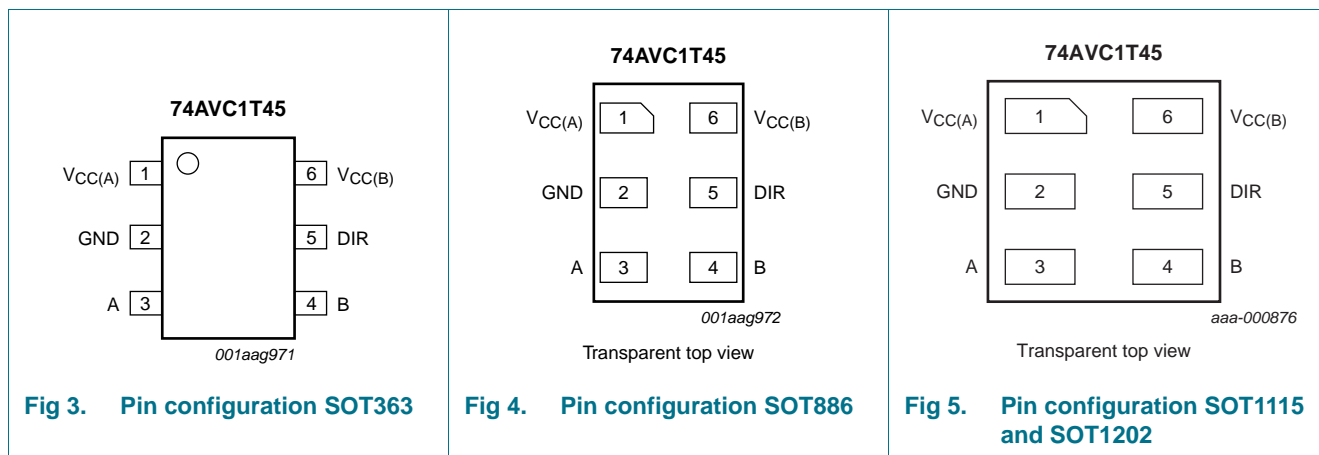 74AVC1T45
VCC(A) 1 6 VCC(B)
GND 2 5 DIR
A 3 4 B
001aag971
Fig 3. Pin configuration SOT363
74AVC1T45
VCC(A) 1 6 VCC(B)
GND 2 5 DIR
A 3 4 B
001aag972
Transparent top view
Fig 4. Pin configuration SOT886
74AVC1T45
VCC(A) 1 6 VCC(B)
GND 2 5 DIR
A 3 4 B
aaa-000876
Transparent top view
Fig 5. Pin configuration SOT1115
and SOT1202